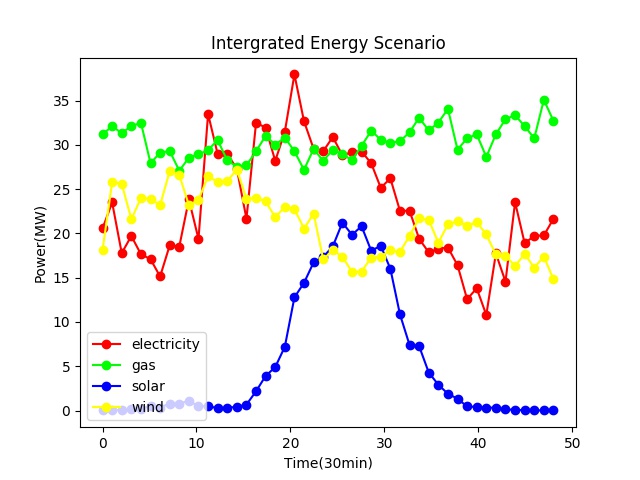 Intergrated Energy Scenario
Power(MW)
35
30
25
20
15
10
5
0
electricity
gas
solar
wind
0
10
20
30
40
50
Time(30min)